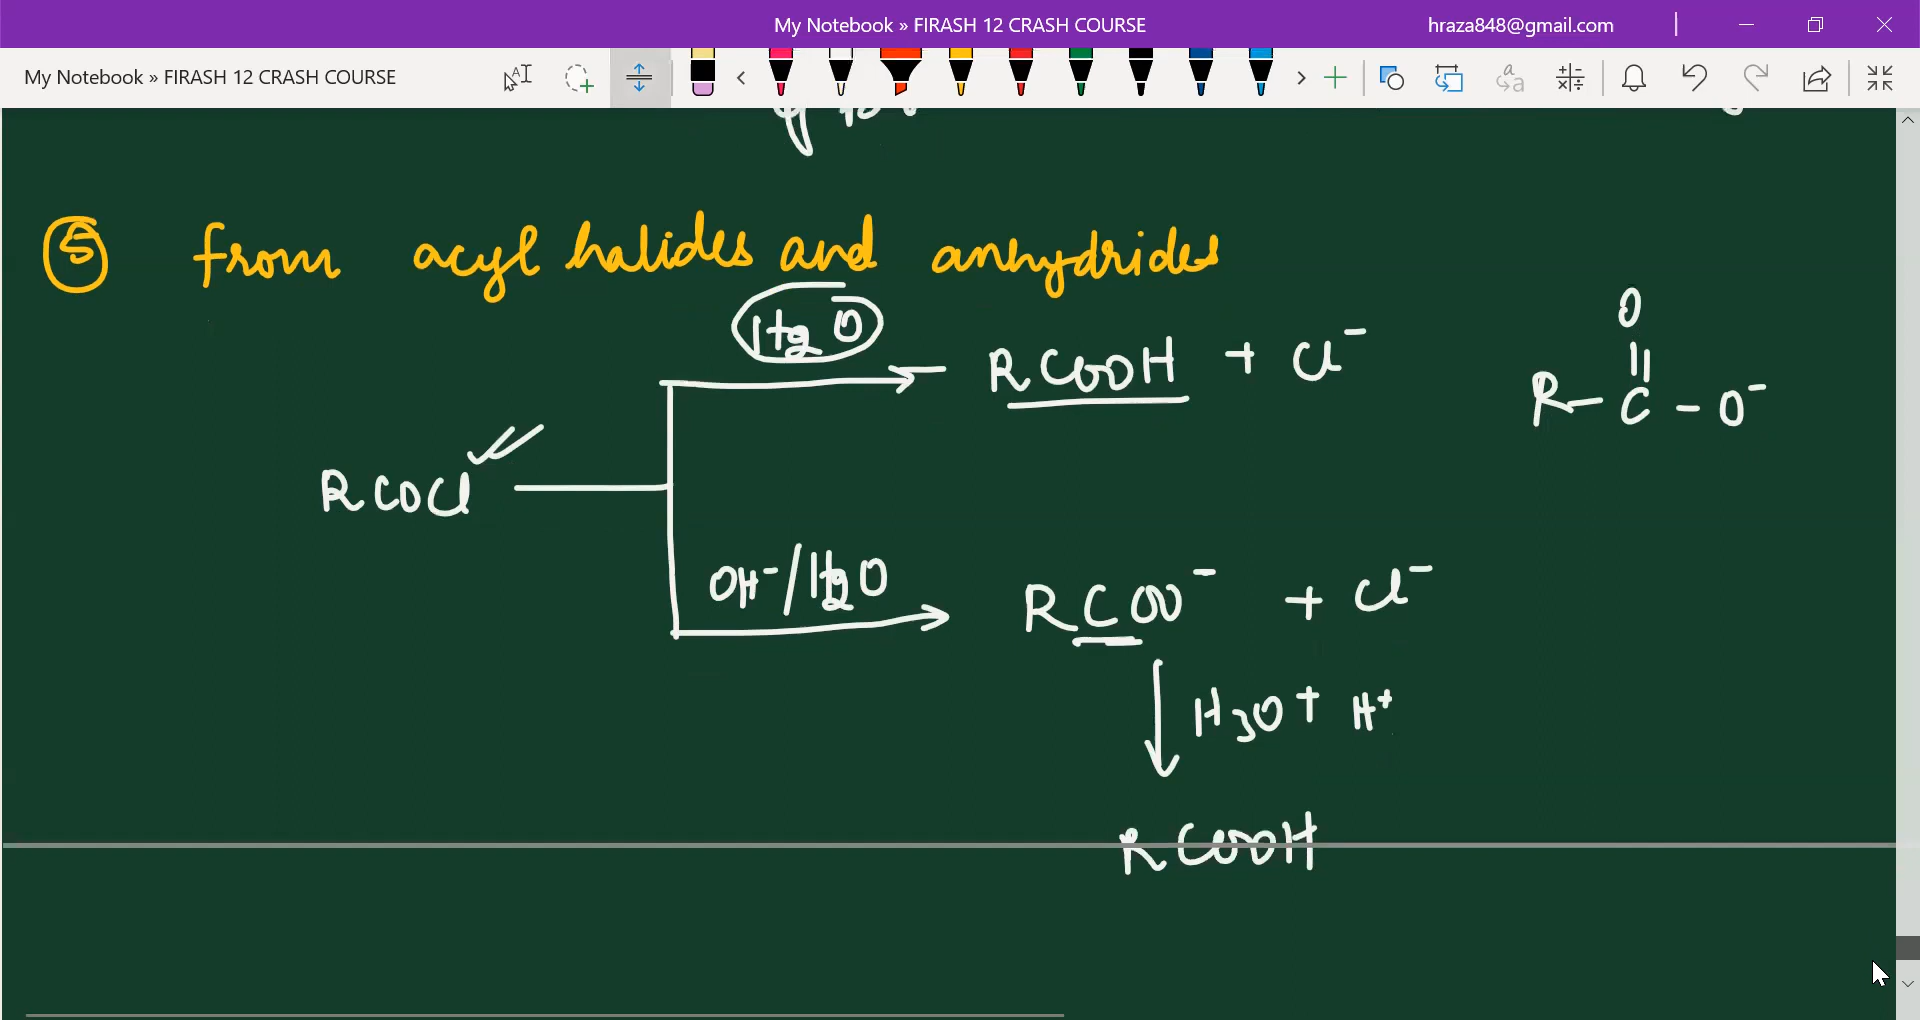 My Notebook » FIRASH 12 CRASH COURSE
hraza848@gmail.com
My Notebook » FIRASH 12 CRASH COURSE
⑤ from acyl halides and anhydrides
H₂O
RCOOH + Cl⁻
O
||
R-C-O⁻
RCOCl
OH⁻/H₂O
RCOO⁻ + Cl⁻
H₃O⁺ H⁺
RCOOH